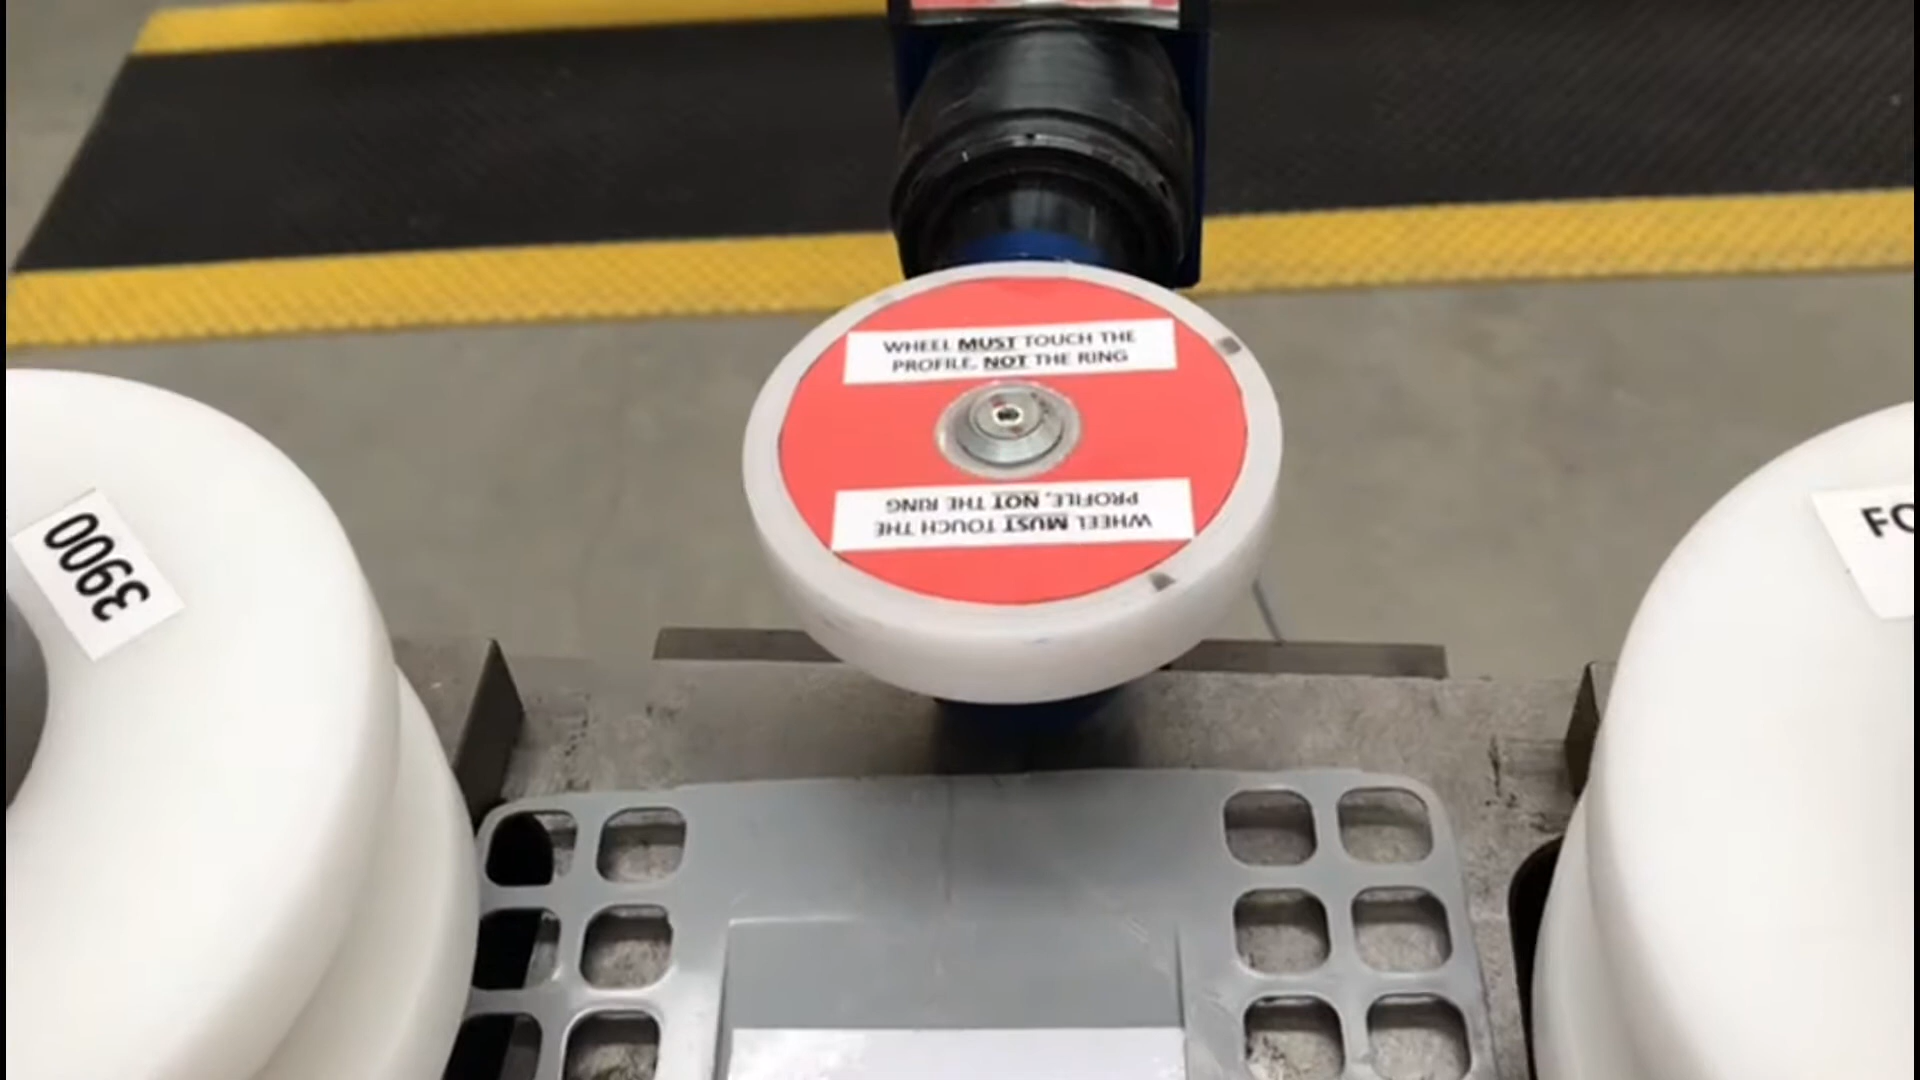 WHEEL MUST TOUCH THE
PROFILE, NOT THE RING
WHEEL MUST TOUCH THE
PROFILE, NOT THE RING
3900
FO